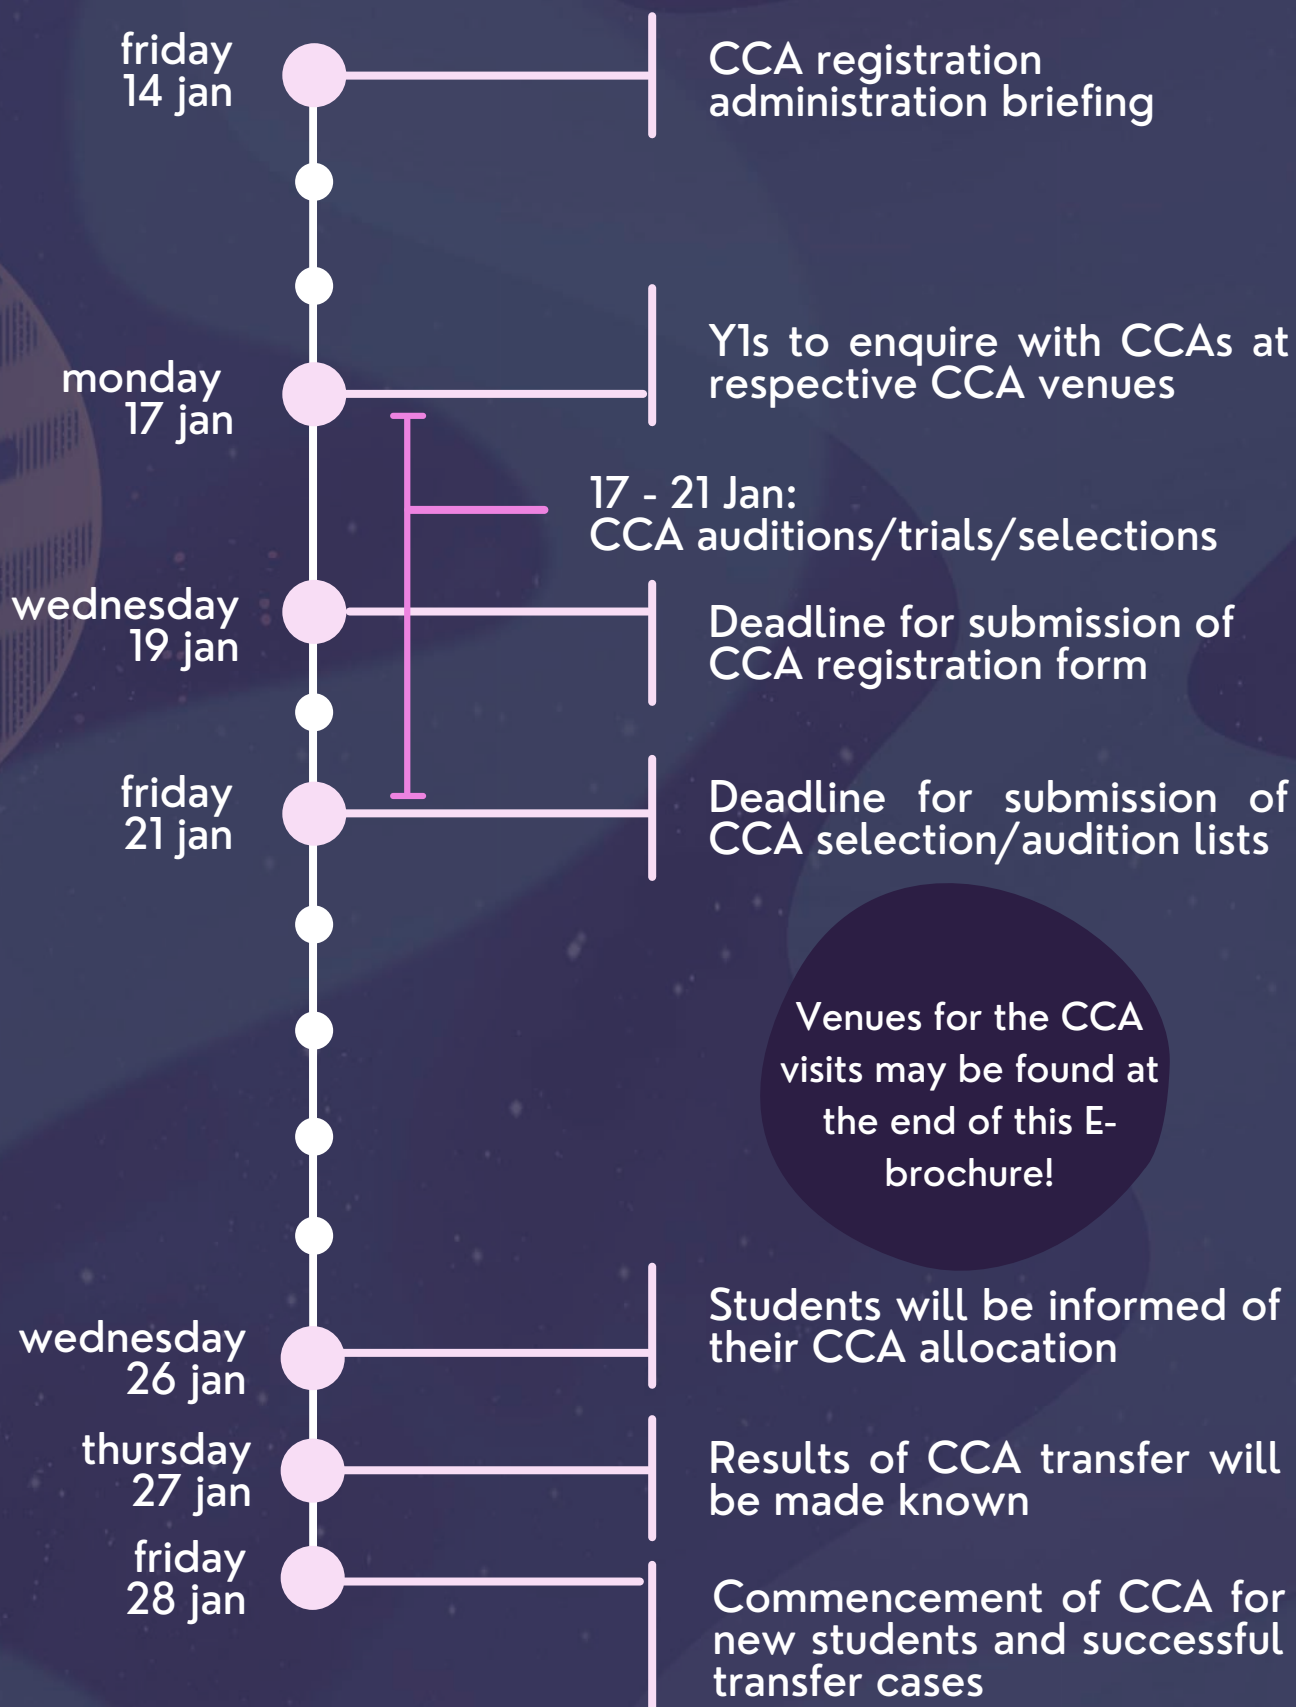 friday
14 jan
CCA registration
administration briefing
monday
17 jan
Y1s to enquire with CCAs at
respective CCA venues
17 - 21 Jan:
CCA auditions/trials/selections
wednesday
19 jan
Deadline for submission of
CCA registration form
friday
21 jan
Deadline for submission of
CCA selection/audition lists
Venues for the CCA
visits may be found at
the end of this E-
brochure!
wednesday
26 jan
Students will be informed of
their CCA allocation
thursday
27 jan
Results of CCA transfer will
be made known
friday
28 jan
Commencement of CCA for
new students and successful
transfer cases